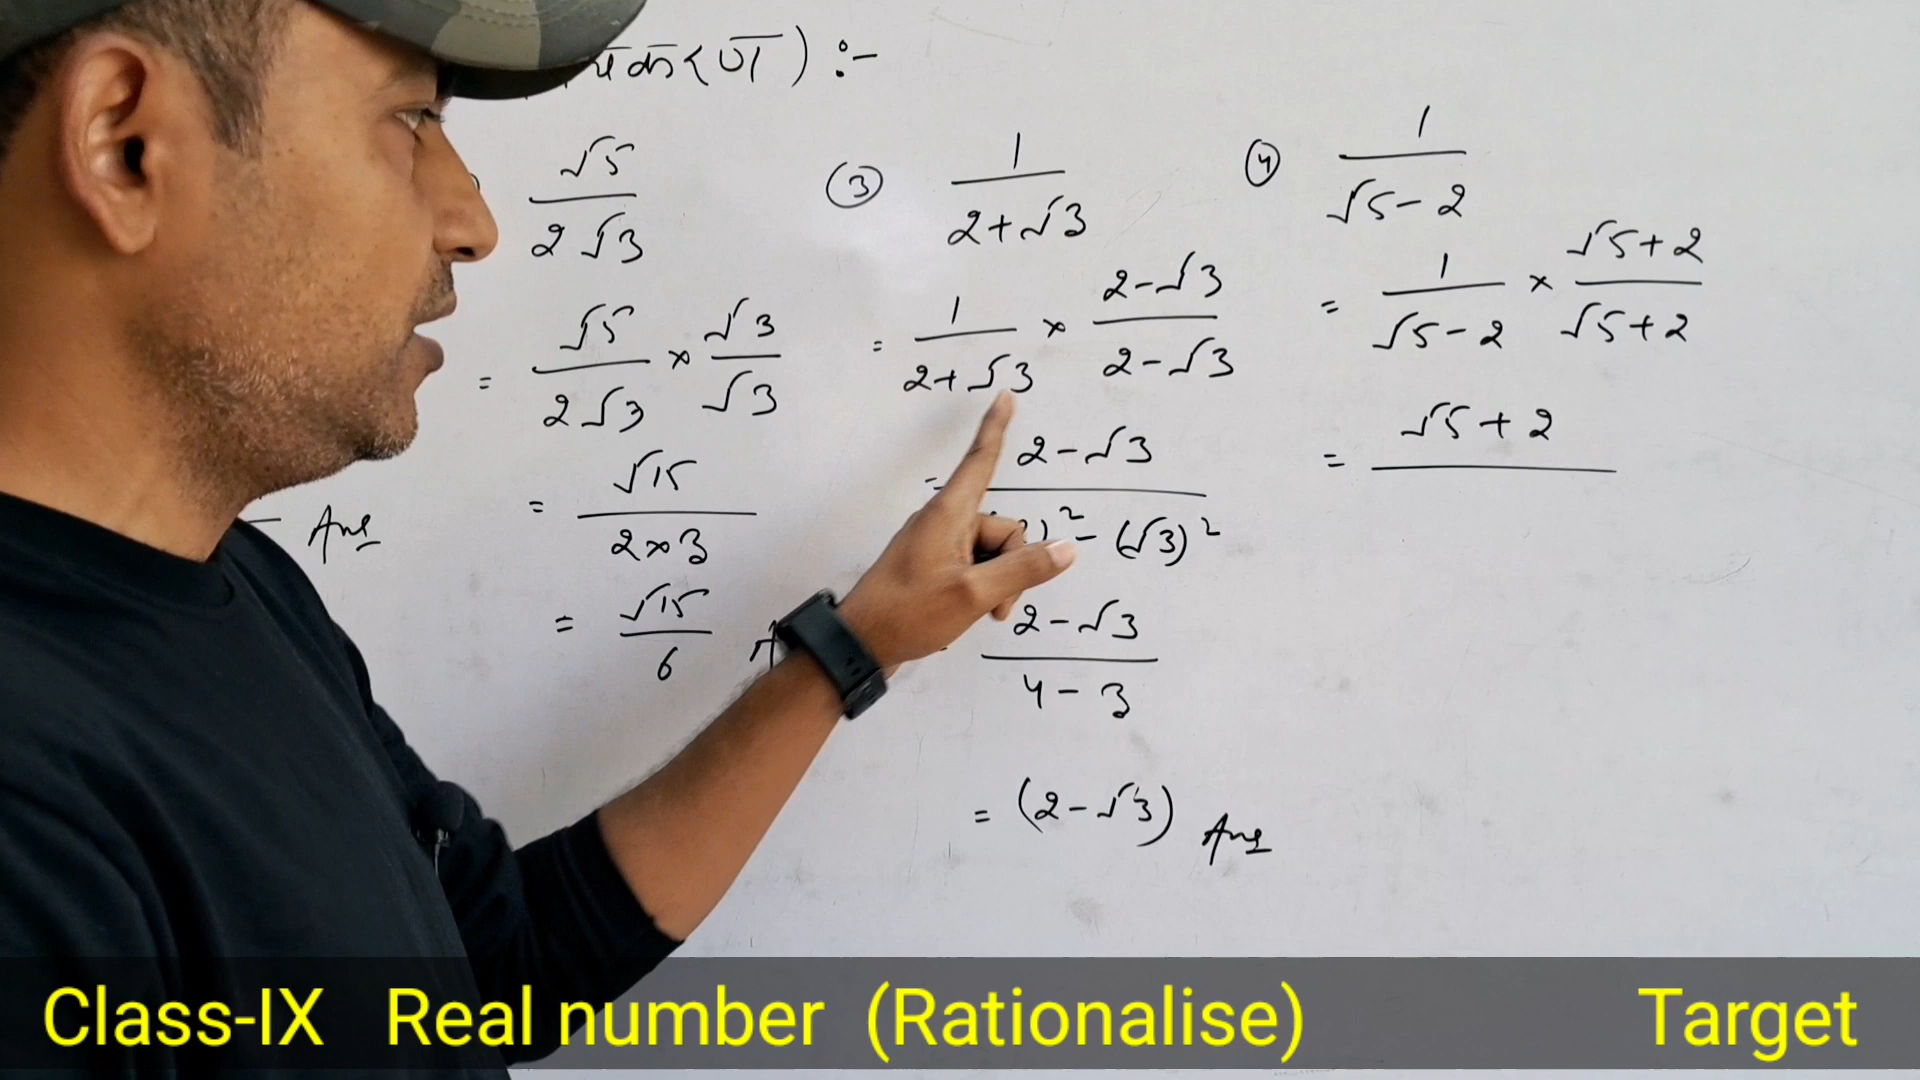 ) :-
√5 / 2√3
= √5 / 2√3 × √3 / √3
= √15 / 2×3
= √15 / 6
Ans
③ 1 / 2+√3
= 1 / 2+√3 × 2-√3 / 2-√3
= 2-√3 / )² - (√3)²
2-√3 / 4-3
= (2-√3) Ans
④ 1 / √5-2
= 1 / √5-2 × √5+2 / √5+2
= √5+2
Class-IX Real number (Rationalise) Target